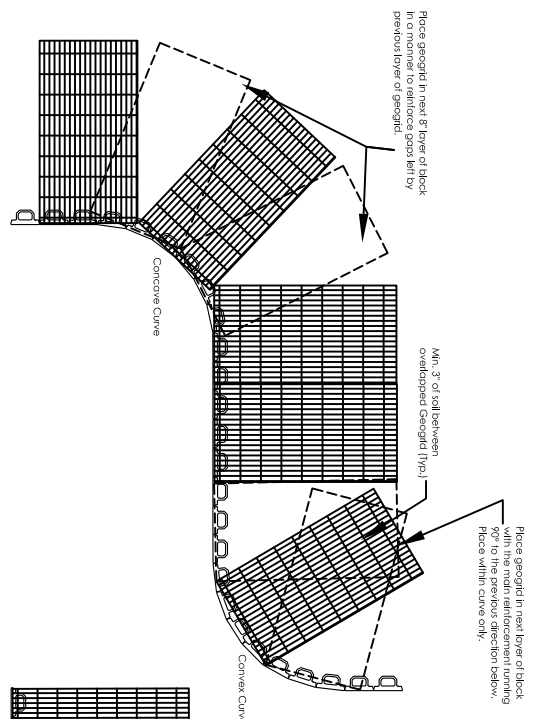 Place geogrid in next 8" layer of block
in a manner to reinforce gaps left by
previous layer of geogrid.
Concave Curve
Min. 3" of soil between
overlapped Geogrid (Typ.)
Place geogrid in next layer of block
with the main reinforcement running
90° to the previous direction below.
Place within curve only.
Convex Curve